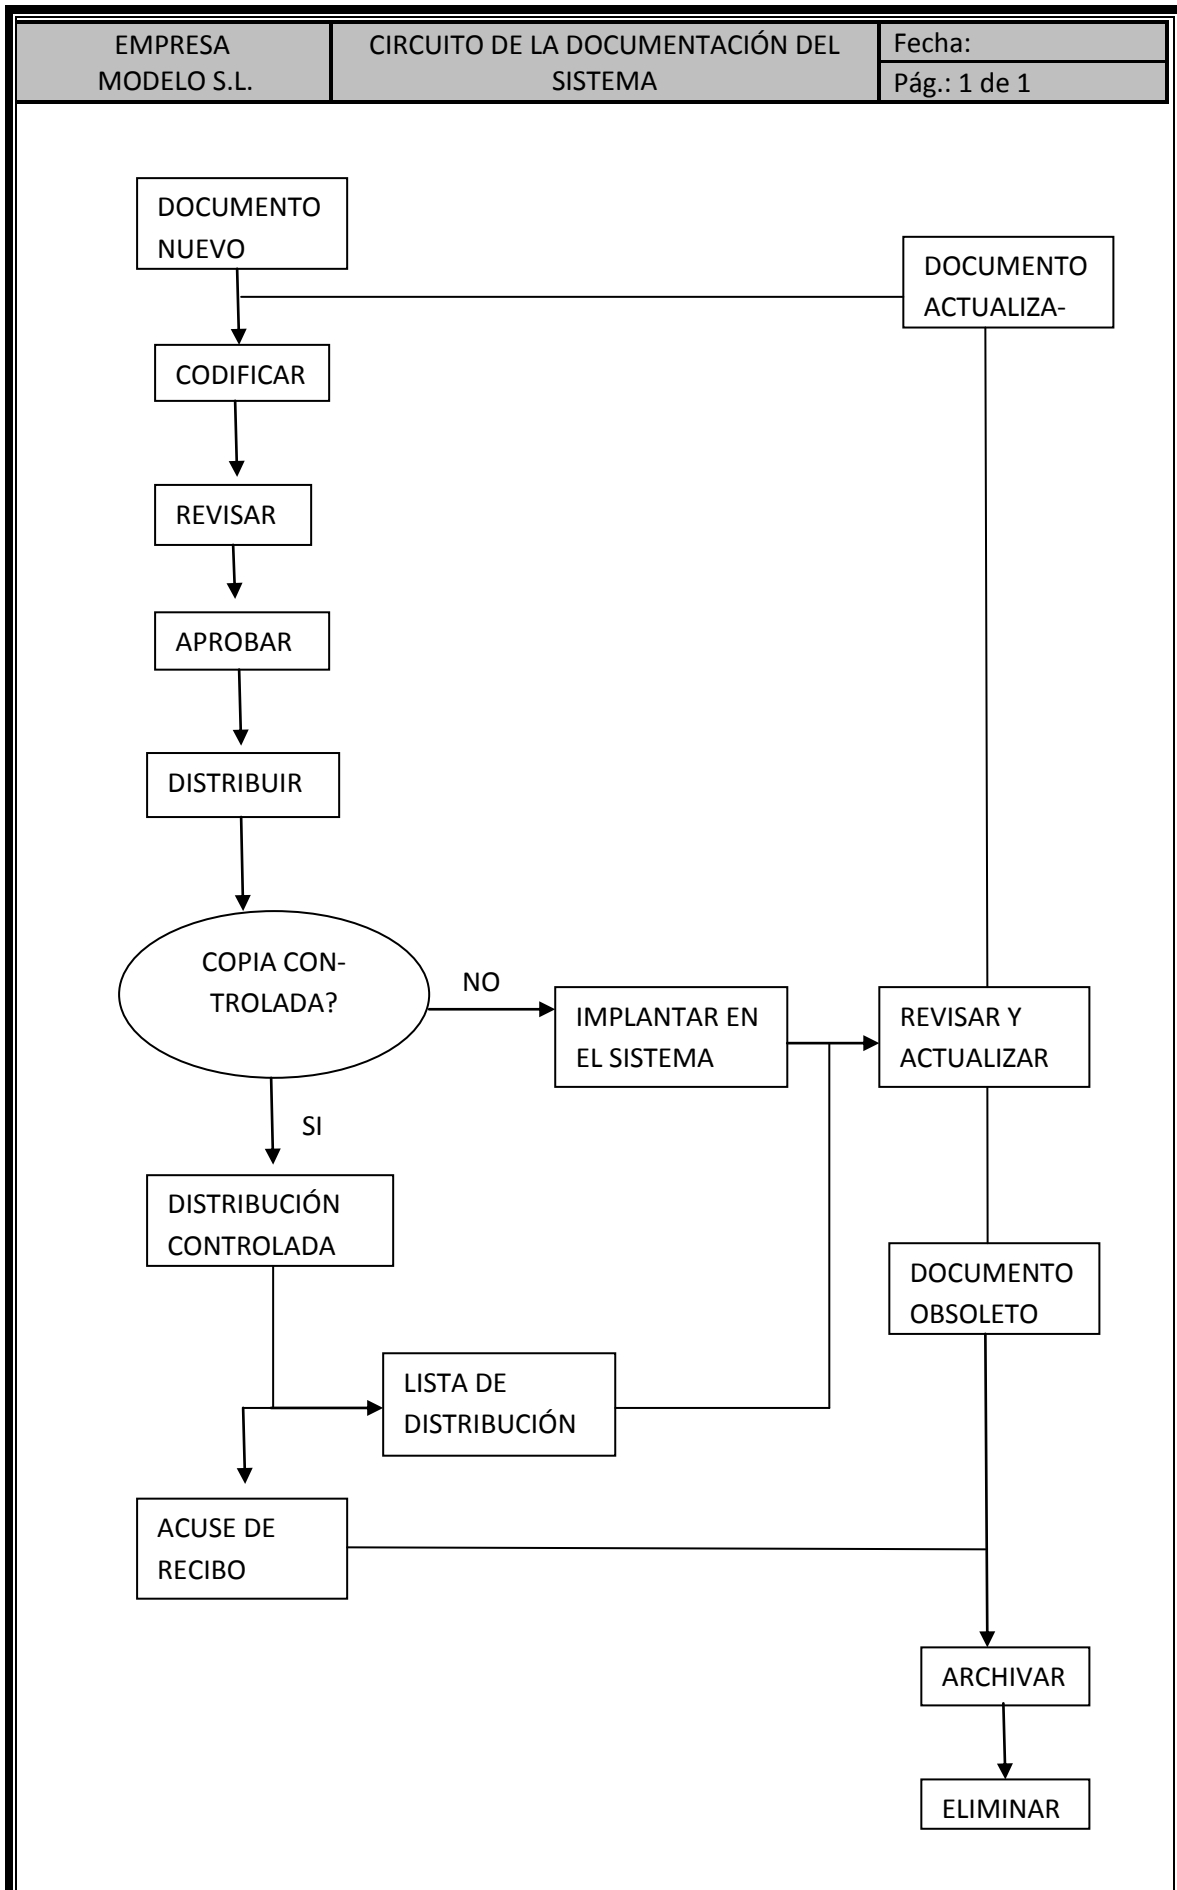 EMPRESA
MODELO S.L.
CIRCUITO DE LA DOCUMENTACIÓN DEL
SISTEMA
Fecha:
Pág.: 1 de 1
DOCUMENTO
NUEVO
DOCUMENTO
ACTUALIZA-
CODIFICAR
REVISAR
APROBAR
DISTRIBUIR
COPIA CON-
TROLADA?
NO
IMPLANTAR EN
EL SISTEMA
REVISAR Y
ACTUALIZAR
SI
DISTRIBUCIÓN
CONTROLADA
DOCUMENTO
OBSOLETO
LISTA DE
DISTRIBUCIÓN
ACUSE DE
RECIBO
ARCHIVAR
ELIMINAR